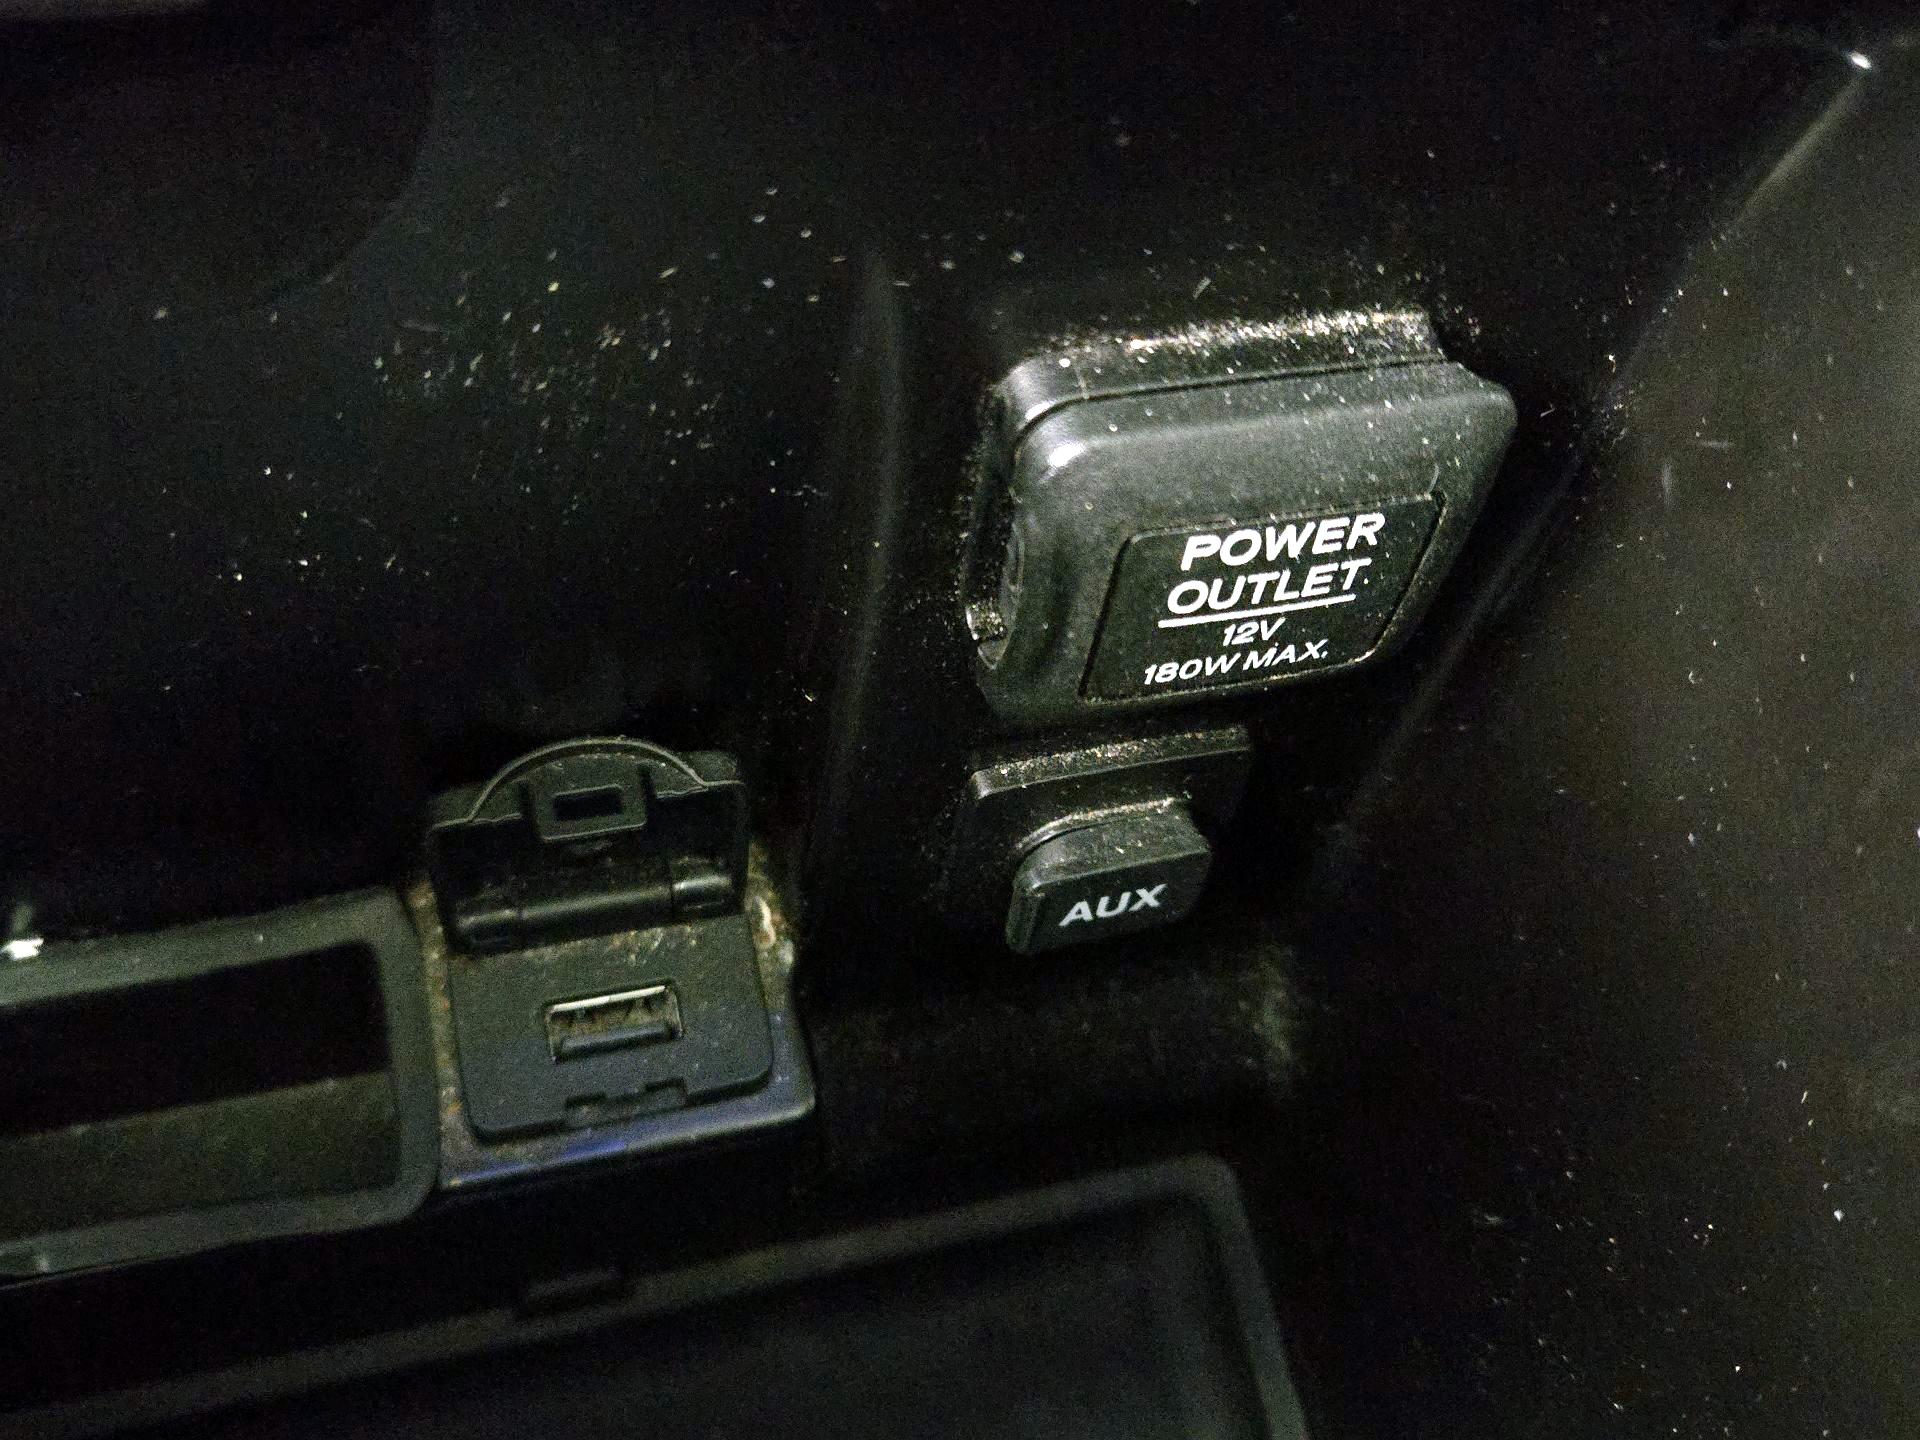 POWER
OUTLET
12V
180W MAX.
AUX